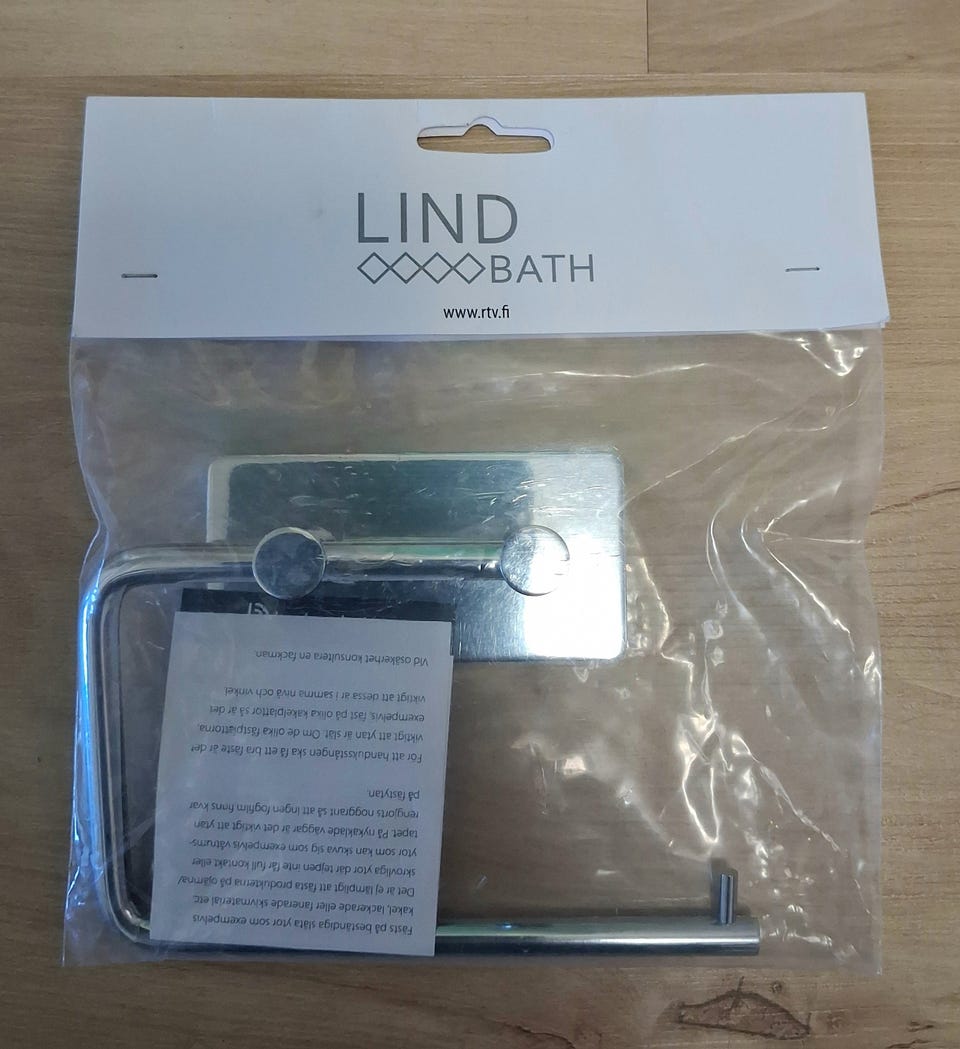 LIND
BATH
www.rtv.fi
Fästs på beständiga släta ytor som exempelvis
kakel, lackerade eller fanerade skivmaterial etc.
Det är ej lämpligt att fästa produkterna på ojämna/
skrovliga ytor där tejpen inte får full kontakt eller
ytor som kan skuva sig som exempelvis våtrums-
tapet. På nykaklade väggar är det viktigt att ytan
rengjorts noggrant så att ingen fogfilm finns kvar
på fästytan.
För att handuksstången ska få ett bra fäste är det
viktigt att ytan är slät. Om de olika fästplattorna,
exempelvis, fäst på olika kakelplattor så är det
viktigt att dessa är i samma nivå och vinkel.
Vid osäkerhet konsultera en fackman.